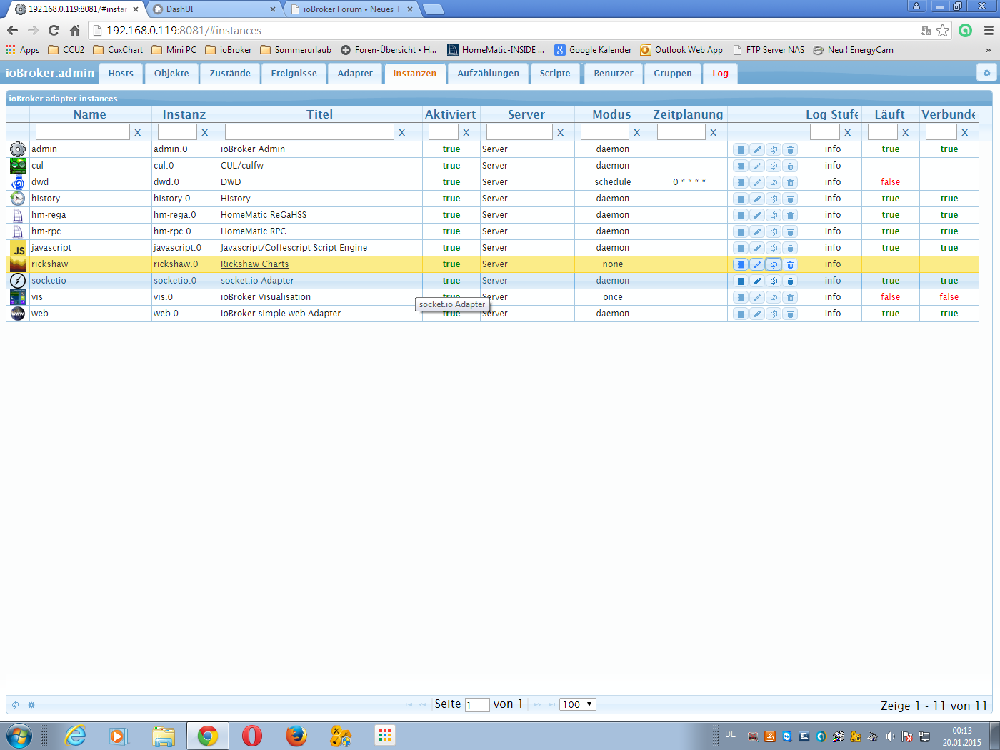 192.168.0.119:8081/#instar
DashUI
ioBroker Forum • Neues T
192.168.0.119:8081/#instances
Apps CCU2 CuxChart Mini PC ioBroker Sommerurlaub Foren-Übersicht • H... HomeMatic-INSIDE ... Google Kalender Outlook Web App FTP Server NAS Neu ! EnergyCam »
ioBroker.admin Hosts Objekte Zustände Ereignisse Adapter Instanzen Aufzählungen Scripte Benutzer Gruppen Log
ioBroker adapter instances
Name Instanz Titel Aktiviert Server Modus Zeitplanung Log Stufe Läuft Verbunde
x x x x x x x x x x
admin admin.0 ioBroker Admin true Server daemon info true true
cul cul.0 CUL/culfw true Server daemon info
dwd dwd.0 DWD true Server schedule 0 * * * * info false
history history.0 History true Server daemon info true true
hm-rega hm-rega.0 HomeMatic ReGaHSS true Server daemon info true true
hm-rpc hm-rpc.0 HomeMatic RPC true Server daemon info true true
JS javascript javascript.0 Javascript/Coffescript Script Engine true Server daemon info true true
rickshaw rickshaw.0 Rickshaw Charts true Server none info
socketio socketio.0 socket.io Adapter true Server daemon info true true
vis vis.0 ioBroker Visualisation true Server once info false false
socket.io Adapter
www web web.0 ioBroker simple web Adapter true Server daemon info true true
Seite 1 von 1 100 Zeige 1 - 11 von 11
DE
00:13
20.01.2015